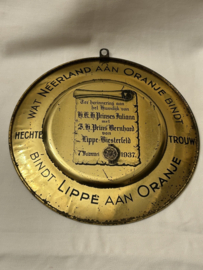 WAT NEERLAND AAN ORANJE BINDT
HECHTE TROUW
BINDT LIPPE AAN ORANJE
Ter herinnering aan
het Huwelijk van
H.K.H. Prinses Juliana
met
Z.H. Prins Bernhard
van
Lippe-Biesterfeld
7 Januari 1937.